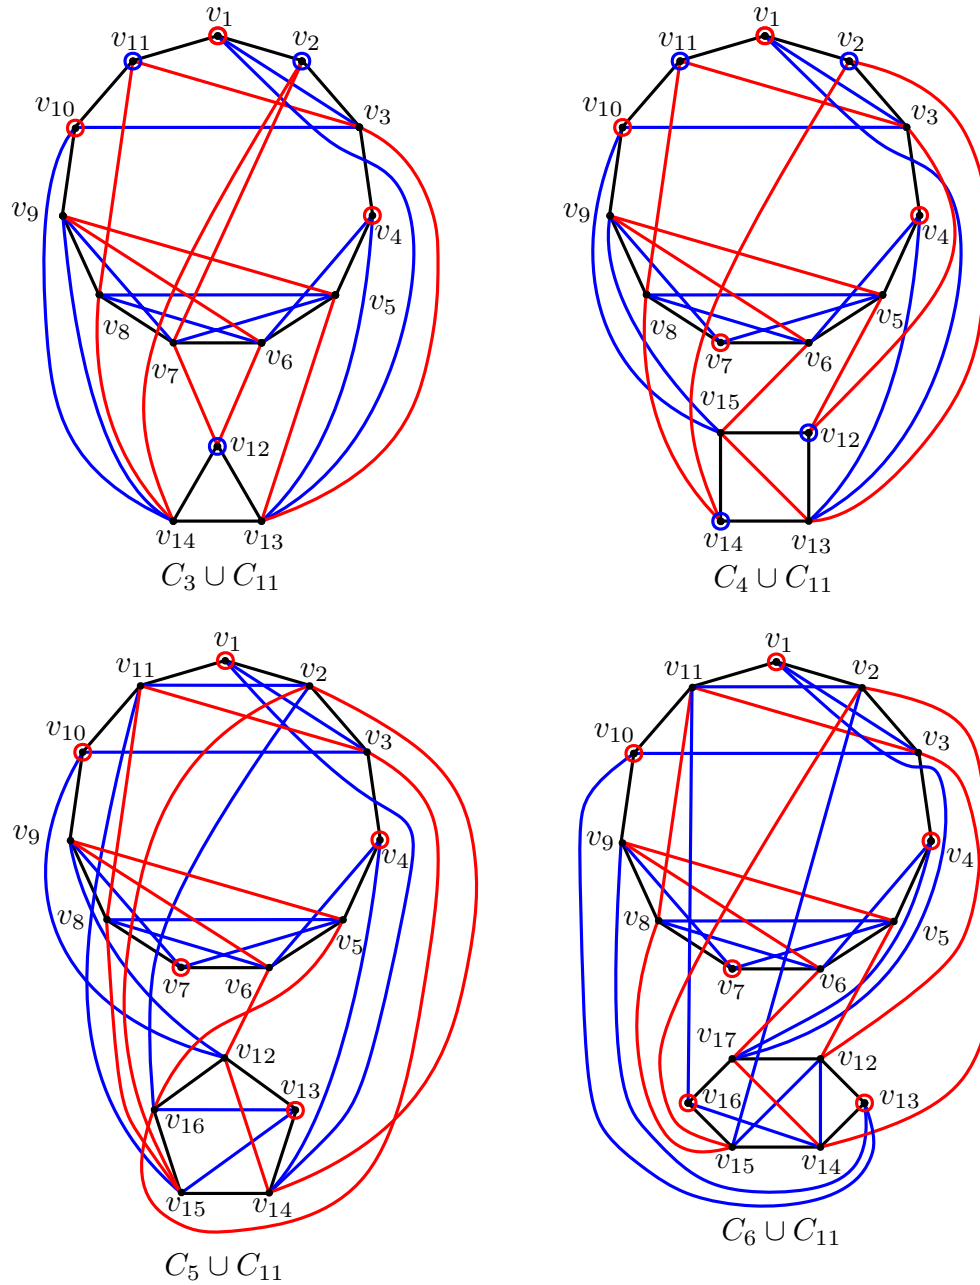 v₁
v₁₁ v₂
v₁₀ v₃
v₉ v₄
v₈ v₅
v₇ v₆
v₁₂
v₁₄ v₁₃
C₃ ∪ C₁₁
v₁
v₁₁ v₂
v₁₀ v₃
v₉ v₄
v₈ v₅
v₇ v₆
v₁₅ v₁₂
v₁₄ v₁₃
C₄ ∪ C₁₁
v₁
v₁₁ v₂
v₁₀ v₃
v₉ v₄
v₈ v₅
v₇ v₆
v₁₂
v₁₆ v₁₃
v₁₅ v₁₄
C₅ ∪ C₁₁
v₁
v₁₁ v₂
v₁₀ v₃
v₉ v₄
v₈ v₅
v₇ v₆
v₁₇ v₁₂
v₁₆ v₁₃
v₁₅ v₁₄
C₆ ∪ C₁₁